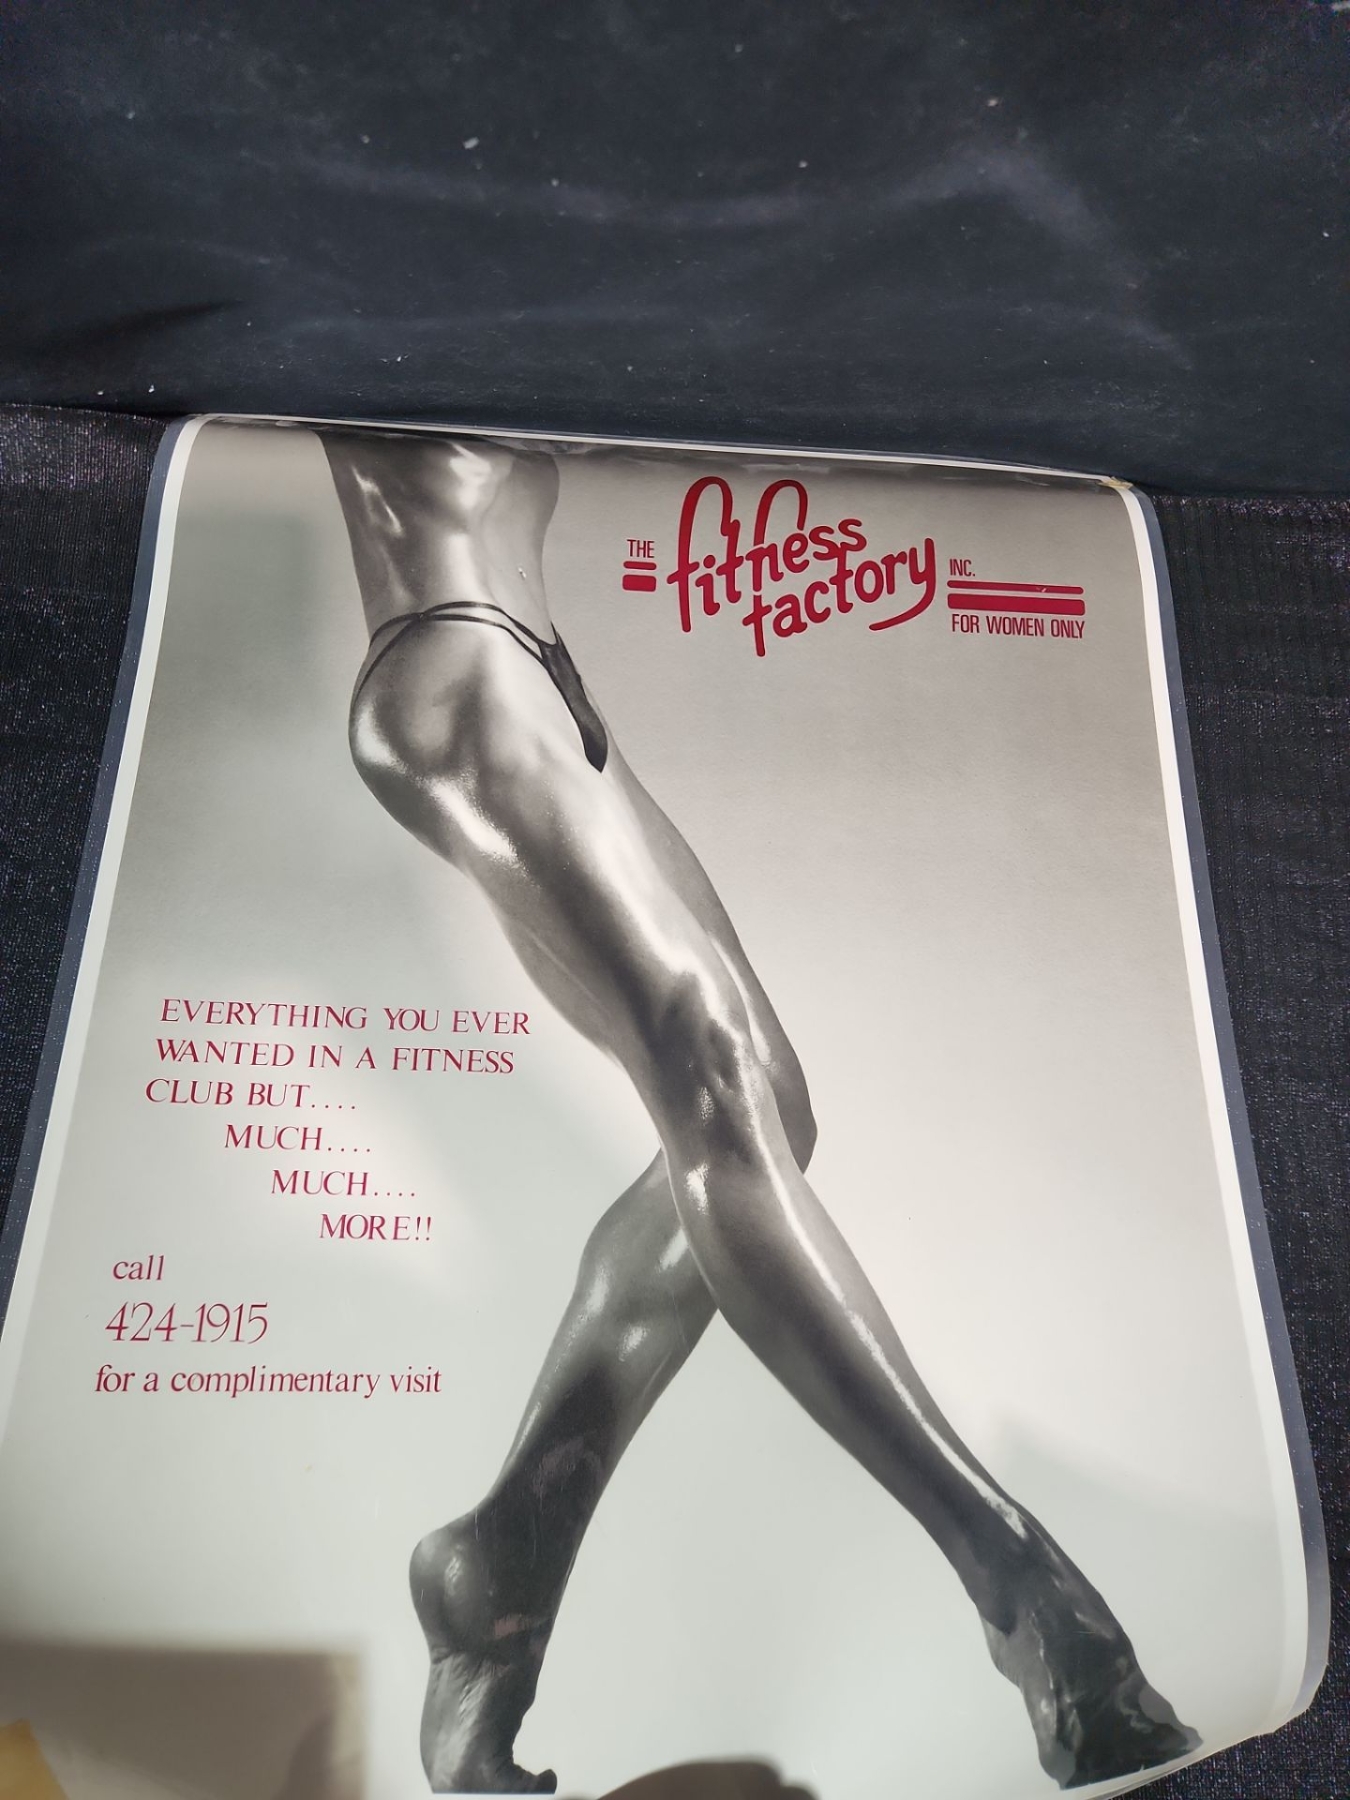 THE
fitness
factory
INC.
FOR WOMEN ONLY
EVERYTHING YOU EVER
WANTED IN A FITNESS
CLUB BUT....
MUCH....
MUCH....
MORE!!
call
424-1915
for a complimentary visit